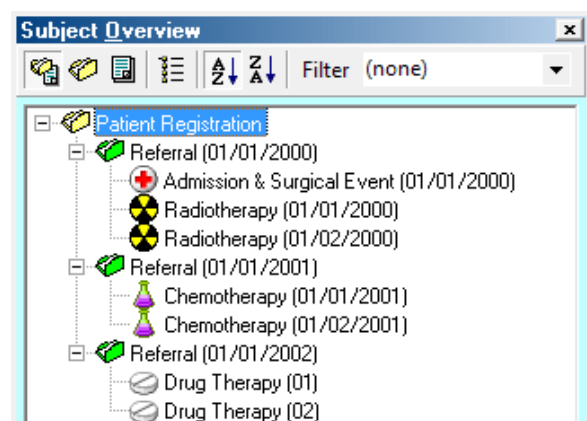 Subject Overview
Filter (none)
Patient Registration
Referral (01/01/2000)
Admission & Surgical Event (01/01/2000)
Radiotherapy (01/01/2000)
Radiotherapy (01/02/2000)
Referral (01/01/2001)
Chemotherapy (01/01/2001)
Chemotherapy (01/02/2001)
Referral (01/01/2002)
Drug Therapy (01)
Drug Therapy (02)